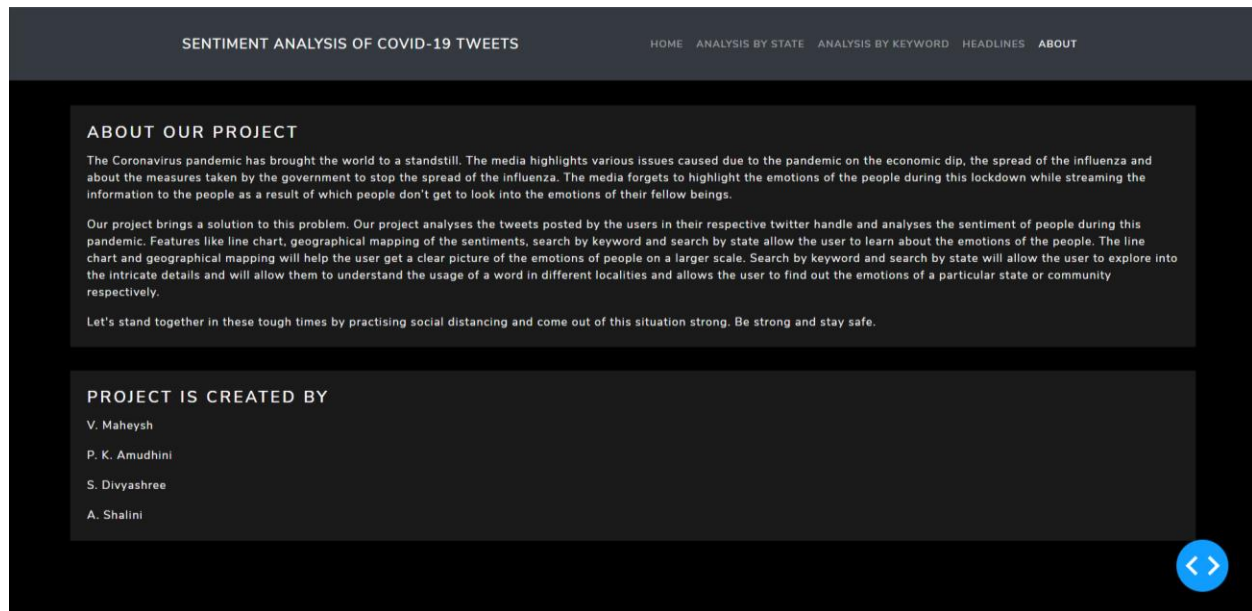 SENTIMENT ANALYSIS OF COVID-19 TWEETS
HOME ANALYSIS BY STATE ANALYSIS BY KEYWORD HEADLINES ABOUT
ABOUT OUR PROJECT
The Coronavirus pandemic has brought the world to a standstill. The media highlights various issues caused due to the pandemic on the economic dip, the spread of the influenza and
about the measures taken by the government to stop the spread of the influenza. The media forgets to highlight the emotions of the people during this lockdown while streaming the
information to the people as a result of which people don't get to look into the emotions of their fellow beings.
Our project brings a solution to this problem. Our project analyses the tweets posted by the users in their respective twitter handle and analyses the sentiment of people during this
pandemic. Features like line chart, geographical mapping of the sentiments, search by keyword and search by state allow the user to learn about the emotions of the people. The line
chart and geographical mapping will help the user get a clear picture of the emotions of people on a larger scale. Search by keyword and search by state will allow the user to explore into
the intricate details and will allow them to understand the usage of a word in different localities and allows the user to find out the emotions of a particular state or community
respectively.
Let's stand together in these tough times by practising social distancing and come out of this situation strong. Be strong and stay safe.
PROJECT IS CREATED BY
V. Maheysh
P. K. Amudhini
S. Divyashree
A. Shalini